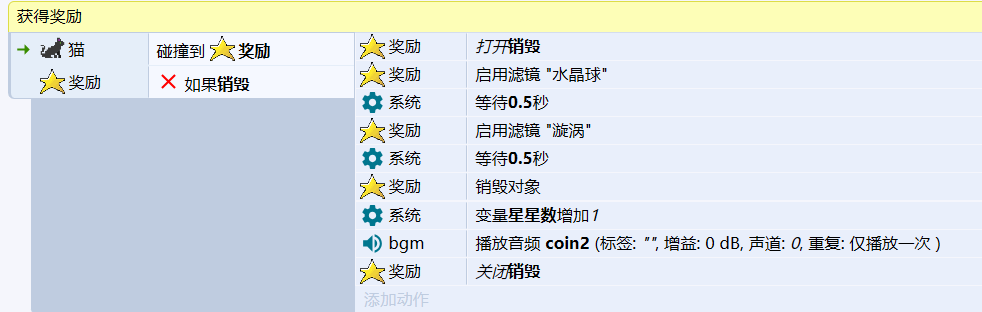 获得奖励
猫 碰撞到 奖励
奖励 如果销毁
奖励 打开销毁
奖励 启用滤镜 "水晶球"
系统 等待0.5秒
奖励 启用滤镜 "漩涡"
系统 等待0.5秒
奖励 销毁对象
系统 变量星星数增加1
bgm 播放音频 coin2 (标签: "", 增益: 0 dB, 声道: 0, 重复: 仅播放一次 )
奖励 关闭销毁
添加动作